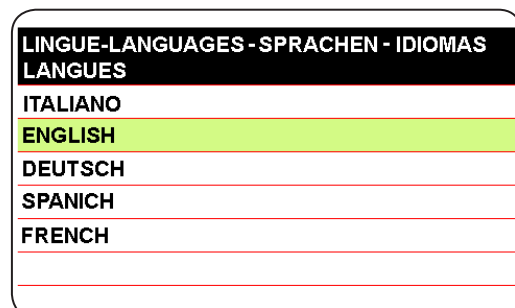 LINGUE-LANGUAGES - SPRACHEN - IDIOMAS
LANGUES
ITALIANO
ENGLISH
DEUTSCH
SPANICH
FRENCH